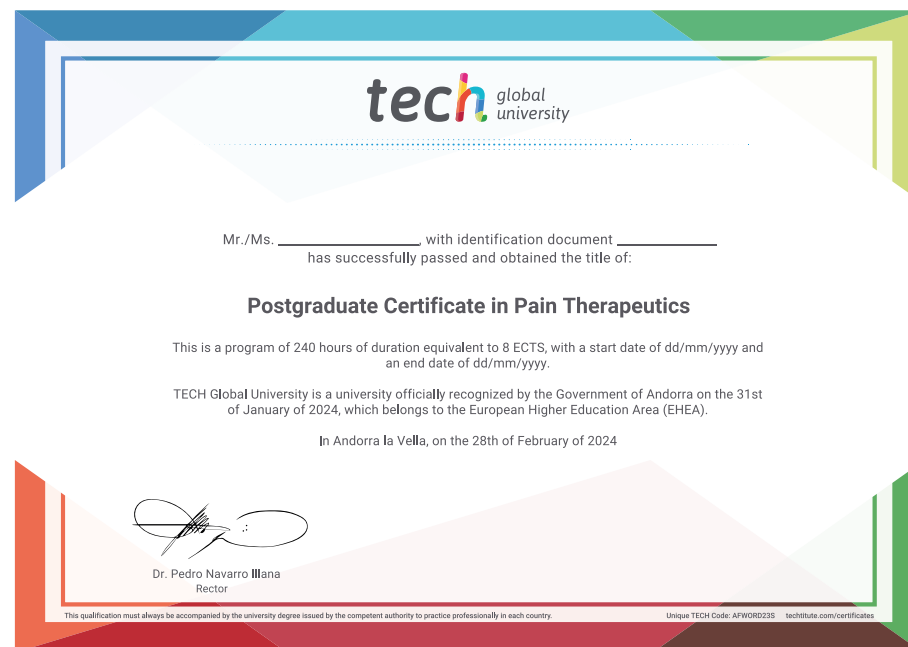 tech global university
Mr./Ms. ____________, with identification document ____________
has successfully passed and obtained the title of:
Postgraduate Certificate in Pain Therapeutics
This is a program of 240 hours of duration equivalent to 8 ECTS, with a start date of dd/mm/yyyy and
an end date of dd/mm/yyyy.
TECH Global University is a university officially recognized by the Government of Andorra on the 31st
of January of 2024, which belongs to the European Higher Education Area (EHEA).
In Andorra la Vella, on the 28th of February of 2024
Dr. Pedro Navarro Illana
Rector
This qualification must always be accompanied by the university degree issued by the competent authority to practice professionally in each country.
Unique TECH Code: AFWORD23S techtitute.com/certificates